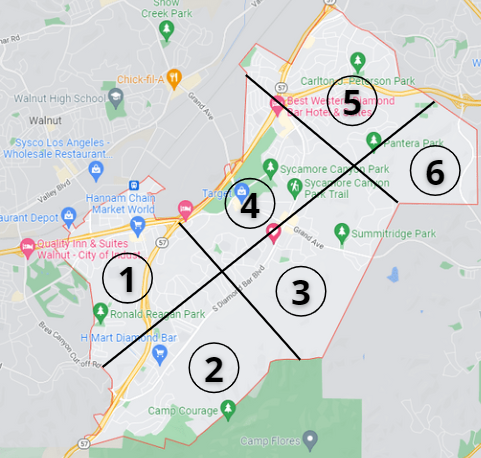 Snow
Creek Park
Chick-fil-A
57
Carlton J. Peterson Park
Walnut High School
Grand Ave
5
Best Western Diamond
Bar Hotel & Suites
Walnut
Pantera Park
Sysco Los Angeles -
Wholesale Restaurant
6
Sycamore Canyon Park
Valley Blvd
Target
Sycamore Canyon
Park Trail
Hannam Chain
Market World
4
aurant Depot
Grand Ave
Summitridge Park
57
Quality Inn & Suites
Walnut - City of Indust
1
S Diamond Bar Blvd
3
Ronald Reagan Park
Brea Canyon Cut Off Rd
H Mart Diamond Bar
2
Camp Courage
57
Camp Flores